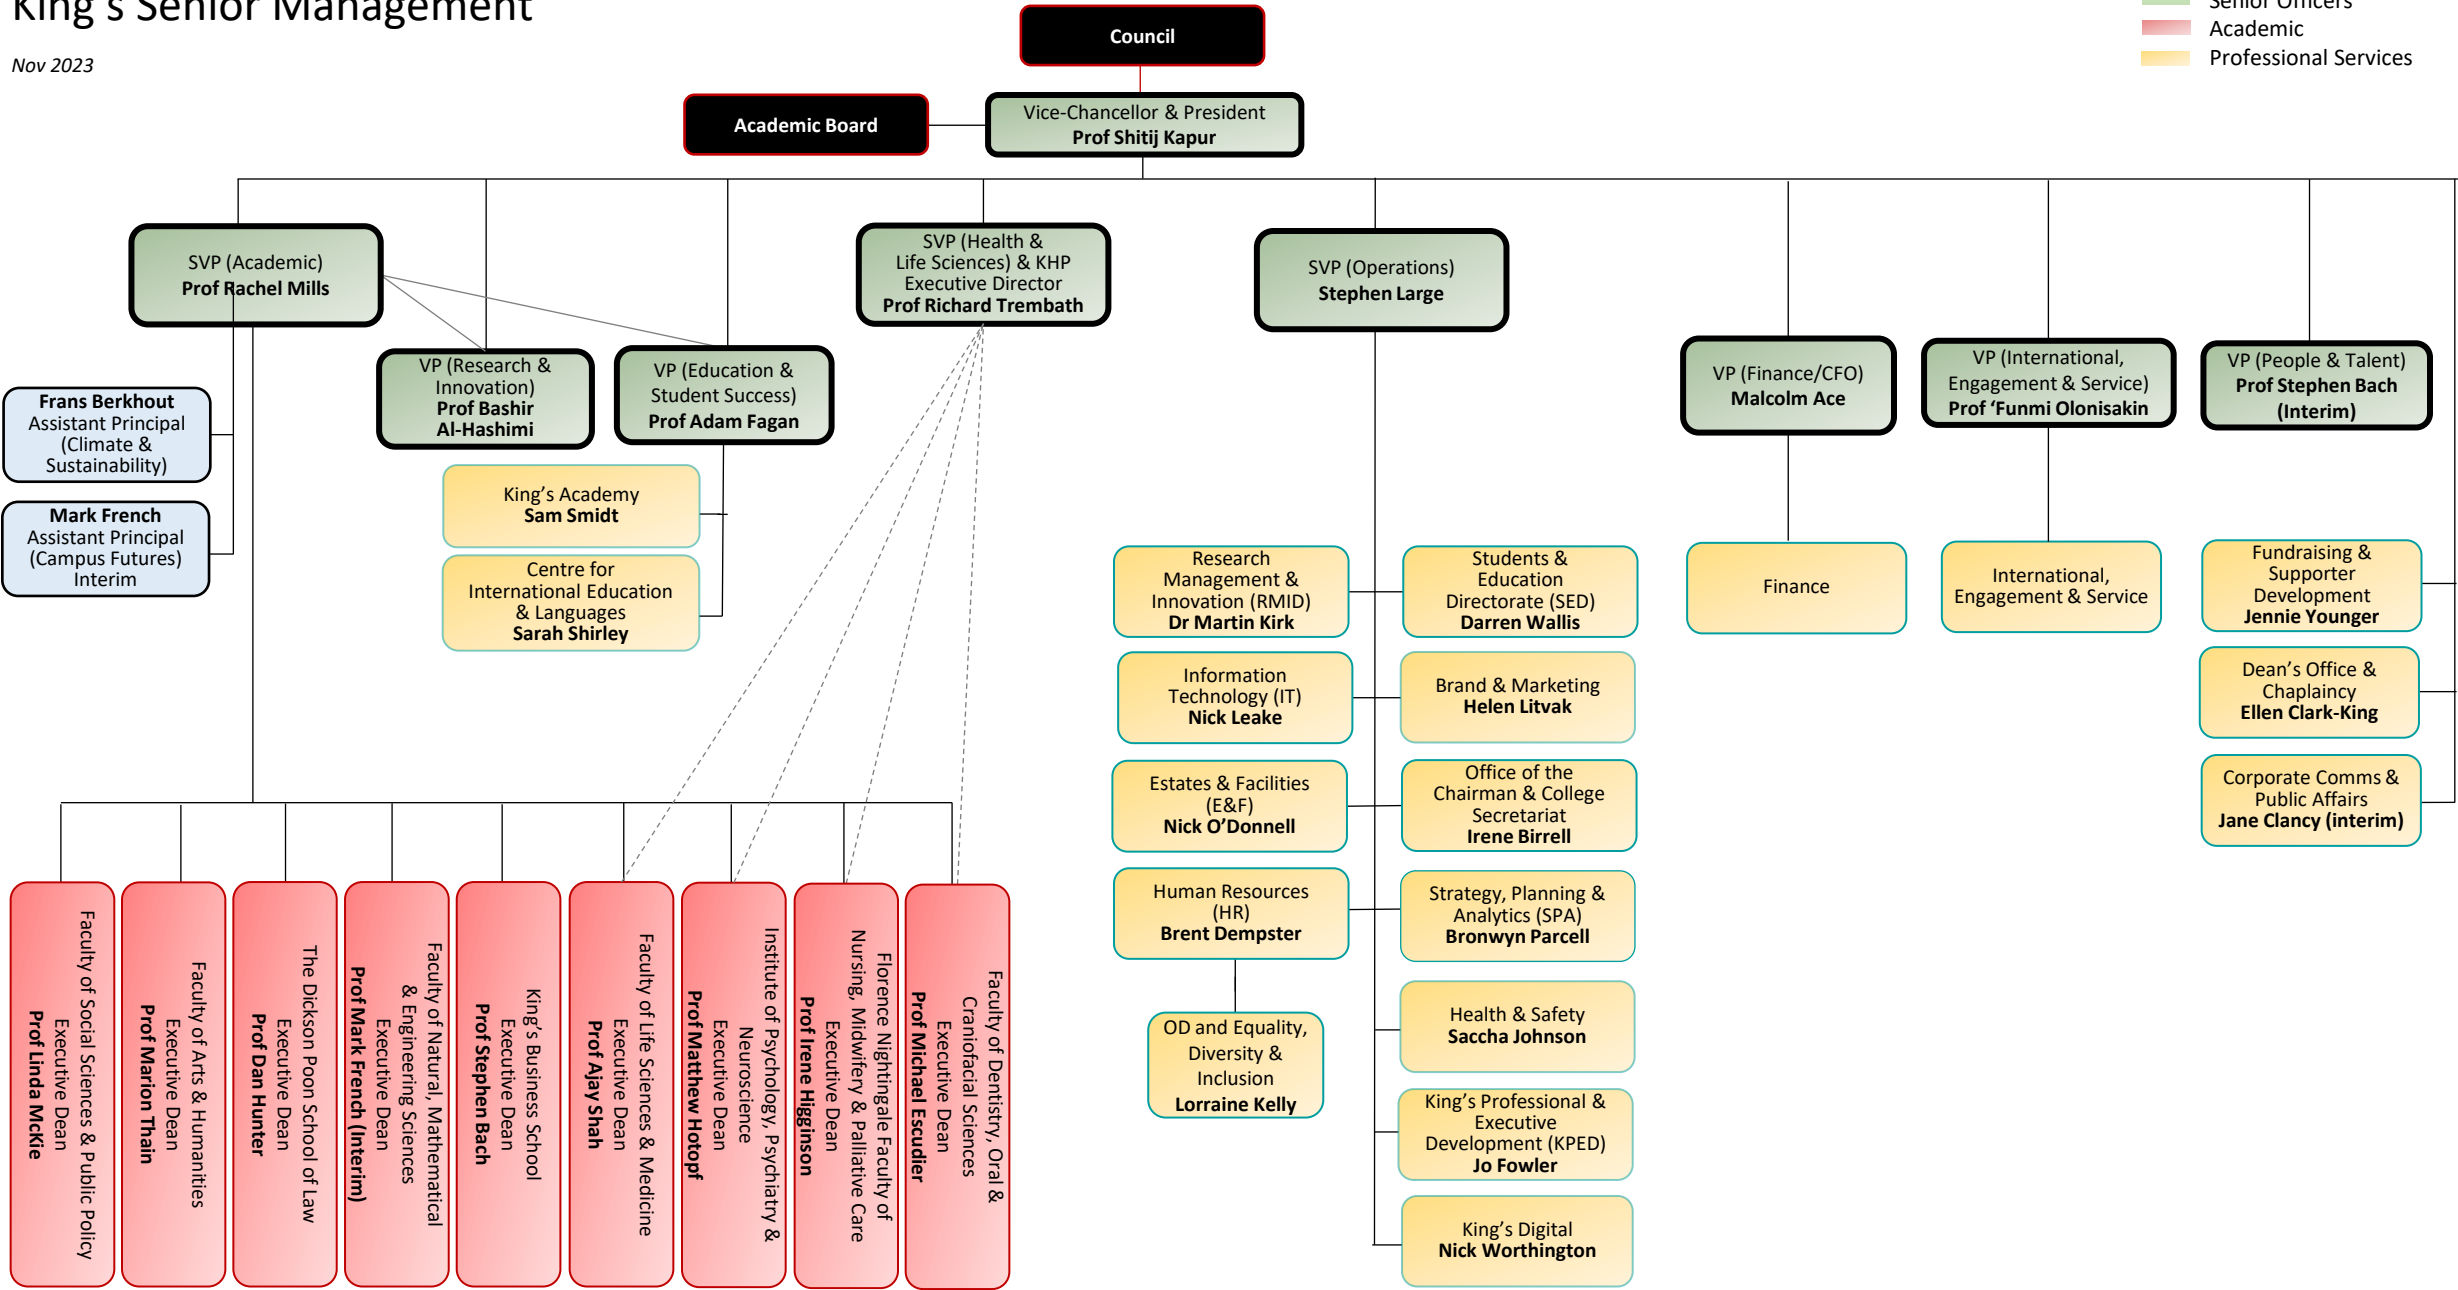 King's Senior Management
Nov 2023
Senior Officers
Academic
Professional Services
Council
Academic Board
Vice-Chancellor & President
Prof Shitij Kapur
SVP (Academic)
Prof Rachel Mills
SVP (Health &
Life Sciences) & KHP
Executive Director
Prof Richard Trembath
SVP (Operations)
Stephen Large
VP (Research &
Innovation)
Prof Bashir
Al-Hashimi
VP (Education &
Student Success)
Prof Adam Fagan
VP (Finance/CFO)
Malcolm Ace
VP (International,
Engagement & Service)
Prof ‘Funmi Olonisakin
VP (People & Talent)
Prof Stephen Bach
(Interim)
Frans Berkhout
Assistant Principal
(Climate &
Sustainability)
Mark French
Assistant Principal
(Campus Futures)
Interim
King’s Academy
Sam Smidt
Centre for
International Education
& Languages
Sarah Shirley
Research
Management &
Innovation (RMID)
Dr Martin Kirk
Students &
Education
Directorate (SED)
Darren Wallis
Finance
International,
Engagement & Service
Fundraising &
Supporter
Development
Jennie Younger
Information
Technology (IT)
Nick Leake
Brand & Marketing
Helen Litvak
Dean’s Office &
Chaplaincy
Ellen Clark-King
Estates & Facilities
(E&F)
Nick O’Donnell
Office of the
Chairman & College
Secretariat
Irene Birrell
Corporate Comms &
Public Affairs
Jane Clancy (interim)
Human Resources
(HR)
Brent Dempster
Strategy, Planning &
Analytics (SPA)
Bronwyn Parcell
OD and Equality,
Diversity &
Inclusion
Lorraine Kelly
Health & Safety
Saccha Johnson
King’s Professional &
Executive
Development (KPED)
Jo Fowler
King’s Digital
Nick Worthington
Faculty of Social Sciences & Public Policy
Executive Dean
Prof Linda McKie
Faculty of Arts & Humanities
Executive Dean
Prof Marion Thain
The Dickson Poon School of Law
Executive Dean
Prof Dan Hunter
Faculty of Natural, Mathematical
& Engineering Sciences
Executive Dean
Prof Mark French (Interim)
King’s Business School
Executive Dean
Prof Stephen Bach
Faculty of Life Sciences & Medicine
Executive Dean
Prof Ajay Shah
Institute of Psychology, Psychiatry &
Neuroscience
Executive Dean
Prof Matthew Hotopf
Florence Nightingale Faculty of
Nursing, Midwifery & Palliative Care
Executive Dean
Prof Irene Higginson
Faculty of Dentistry, Oral &
Craniofacial Sciences
Executive Dean
Prof Michael Escudier